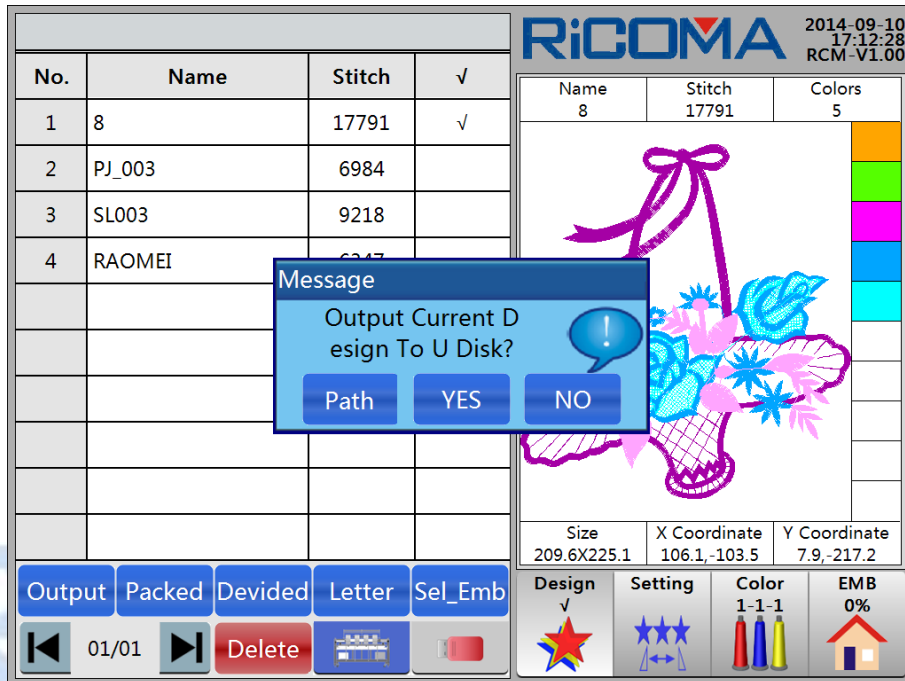 RiCOMA
2014-09-10
17:12:28
RCM-V1.00
No. Name Stitch √
1 8 17791 √
2 PJ_003 6984
3 SL003 9218
4 RAOMEI
Name Stitch Colors
8 17791 5
Message
Output Current D
esign To U Disk?
Path YES NO
Size X Coordinate Y Coordinate
209.6X225.1 106.1,-103.5 7.9,-217.2
Output Packed Devided Letter Sel_Emb
01/01 Delete
Design Setting Color EMB
√ 1-1-1 0%